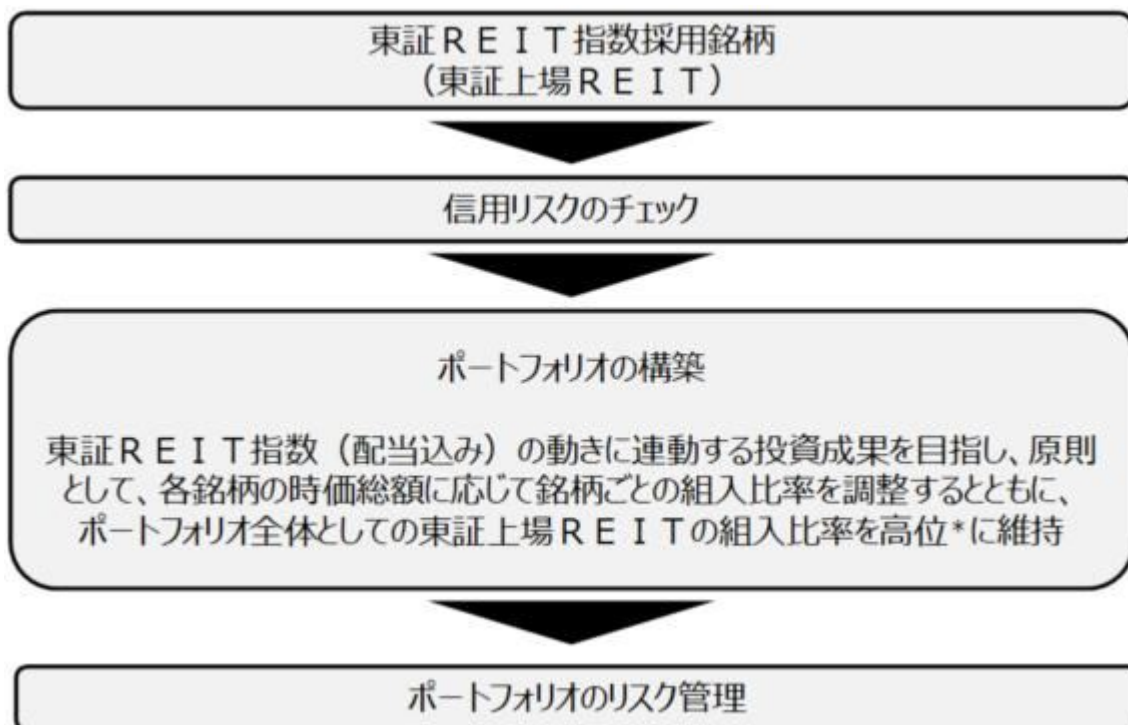 東証ＲＥＩＴ指数採用銘柄
（東証上場ＲＥＩＴ）
信用リスクのチェック
ポートフォリオの構築
東証ＲＥＩＴ指数（配当込み）の動きに連動する投資成果を目指し、原則
として、各銘柄の時価総額に応じて銘柄ごとの組入比率を調整するとともに、
ポートフォリオ全体としての東証上場ＲＥＩＴの組入比率を高位*に維持
ポートフォリオのリスク管理